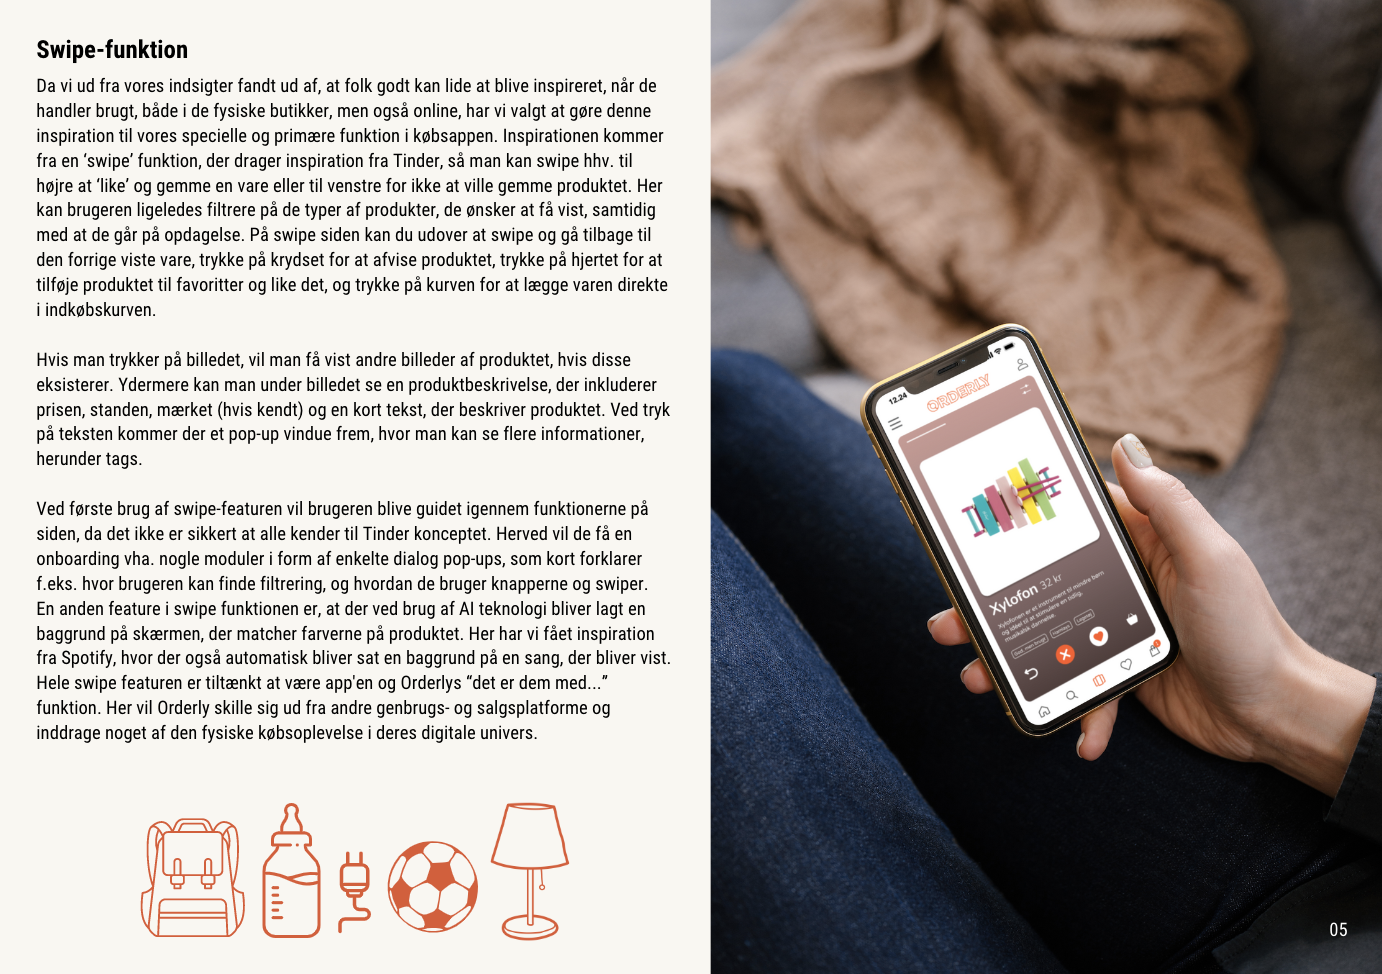 Swipe-funktion
Da vi ud fra vores indsigter fandt ud af, at folk godt kan lide at blive inspireret, når de
handler brugt, både i de fysiske butikker, men også online, har vi valgt at gøre denne
inspiration til vores specielle og primære funktion i købsappen. Inspirationen kommer
fra en ‘swipe’ funktion, der drager inspiration fra Tinder, så man kan swipe hhv. til
højre at ‘like’ og gemme en vare eller til venstre for ikke at ville gemme produktet. Her
kan brugeren ligeledes filtrere på de typer af produkter, de ønsker at få vist, samtidig
med at de går på opdagelse. På swipe siden kan du udover at swipe og gå tilbage til
den forrige viste vare, trykke på krydset for at afvise produktet, trykke på hjertet for at
tilføje produktet til favoritter og like det, og trykke på kurven for at lægge varen direkte
i indkøbskurven.
Hvis man trykker på billedet, vil man få vist andre billeder af produktet, hvis disse
eksisterer. Ydermere kan man under billedet se en produktbeskrivelse, der inkluderer
prisen, standen, mærket (hvis kendt) og en kort tekst, der beskriver produktet. Ved tryk
på teksten kommer der et pop-up vindue frem, hvor man kan se flere informationer,
herunder tags.
Ved første brug af swipe-featuren vil brugeren blive guidet igennem funktionerne på
siden, da det ikke er sikkert at alle kender til Tinder konceptet. Herved vil de få en
onboarding vha. nogle moduler i form af enkelte dialog pop-ups, som kort forklarer
f.eks. hvor brugeren kan finde filtrering, og hvordan de bruger knapperne og swiper.
En anden feature i swipe funktionen er, at der ved brug af AI teknologi bliver lagt en
baggrund på skærmen, der matcher farverne på produktet. Her har vi fået inspiration
fra Spotify, hvor der også automatisk bliver sat en baggrund på en sang, der bliver vist.
Hele swipe featuren er tiltænkt at være app'en og Orderlys “det er dem med...”
funktion. Her vil Orderly skille sig ud fra andre genbrugs- og salgsplatforme og
inddrage noget af den fysiske købsoplevelse i deres digitale univers.
12.24
ORDERLY
Xylofon 32 kr
Xylofonen er et instrument til mindre børn
og ideel til at stimulere en tidlig,
musikalsk dannelse.
05